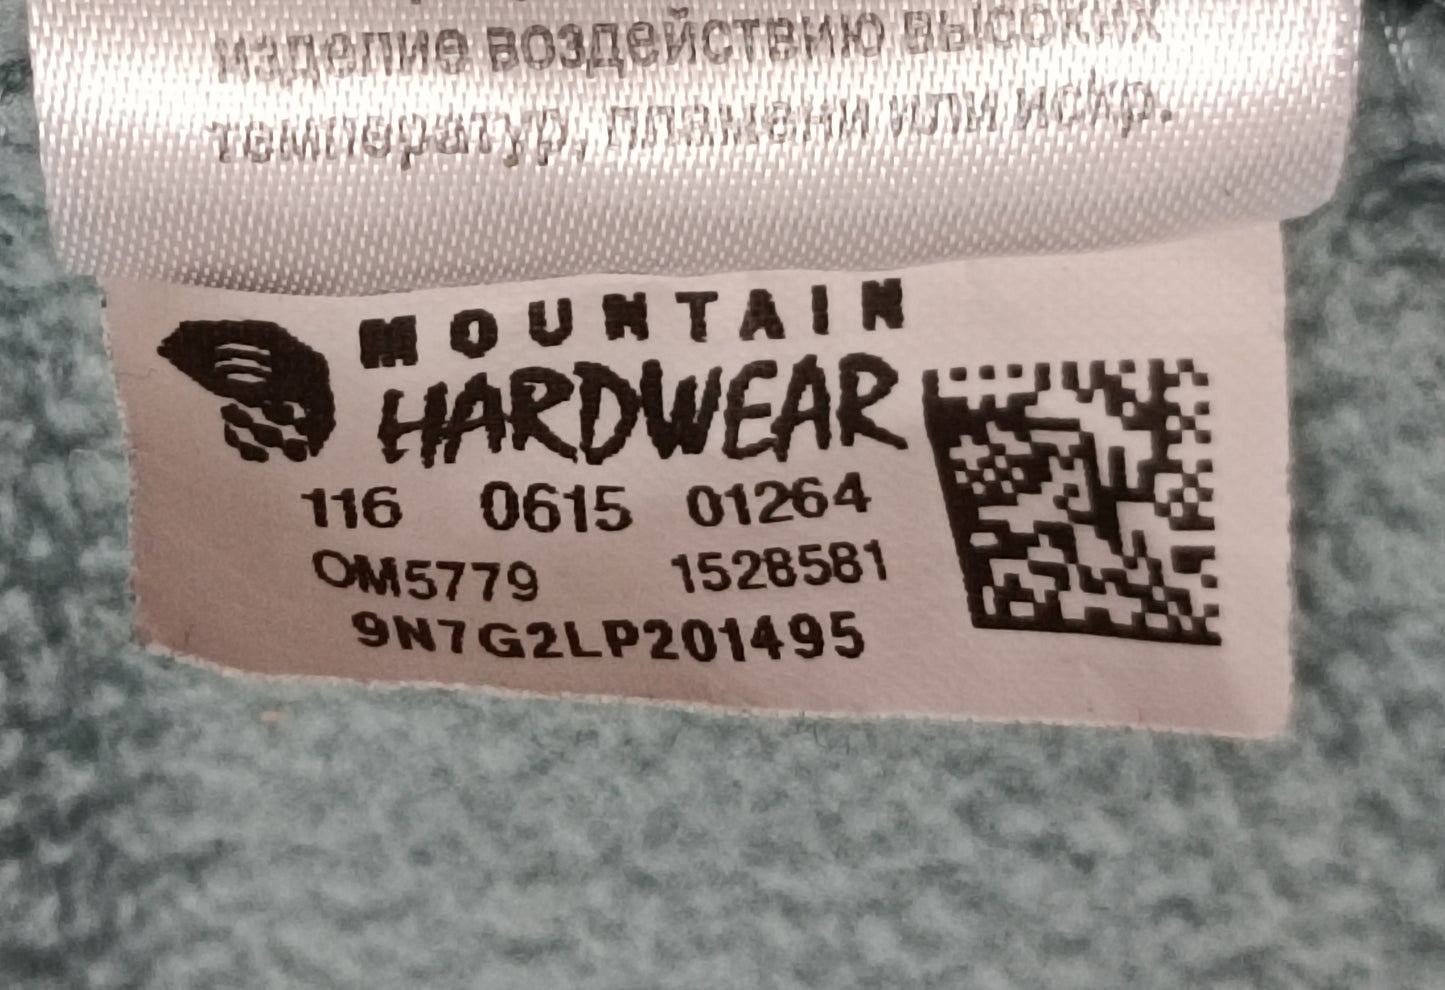 изделие воздействию высоких
температур, пламени или искр.
MOUNTAIN
HARDWEAR
116 0615 01264
OM5779 1528581
9N7G2LP201495